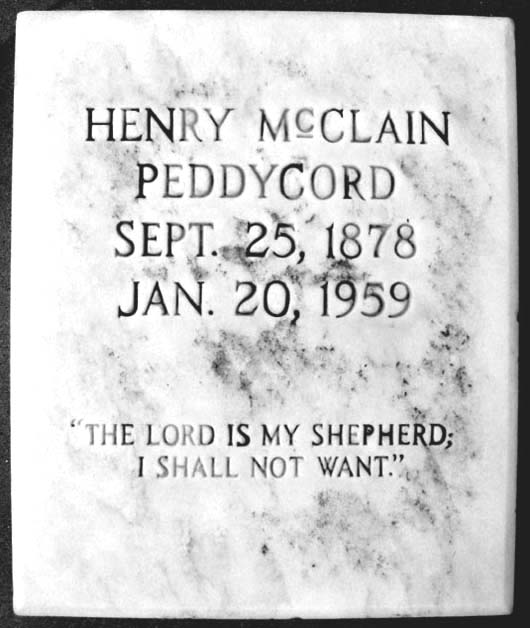 HENRY McCLAIN
PEDDYCORD
SEPT. 25, 1878
JAN. 20, 1959
“THE LORD IS MY SHEPHERD;
I SHALL NOT WANT.”